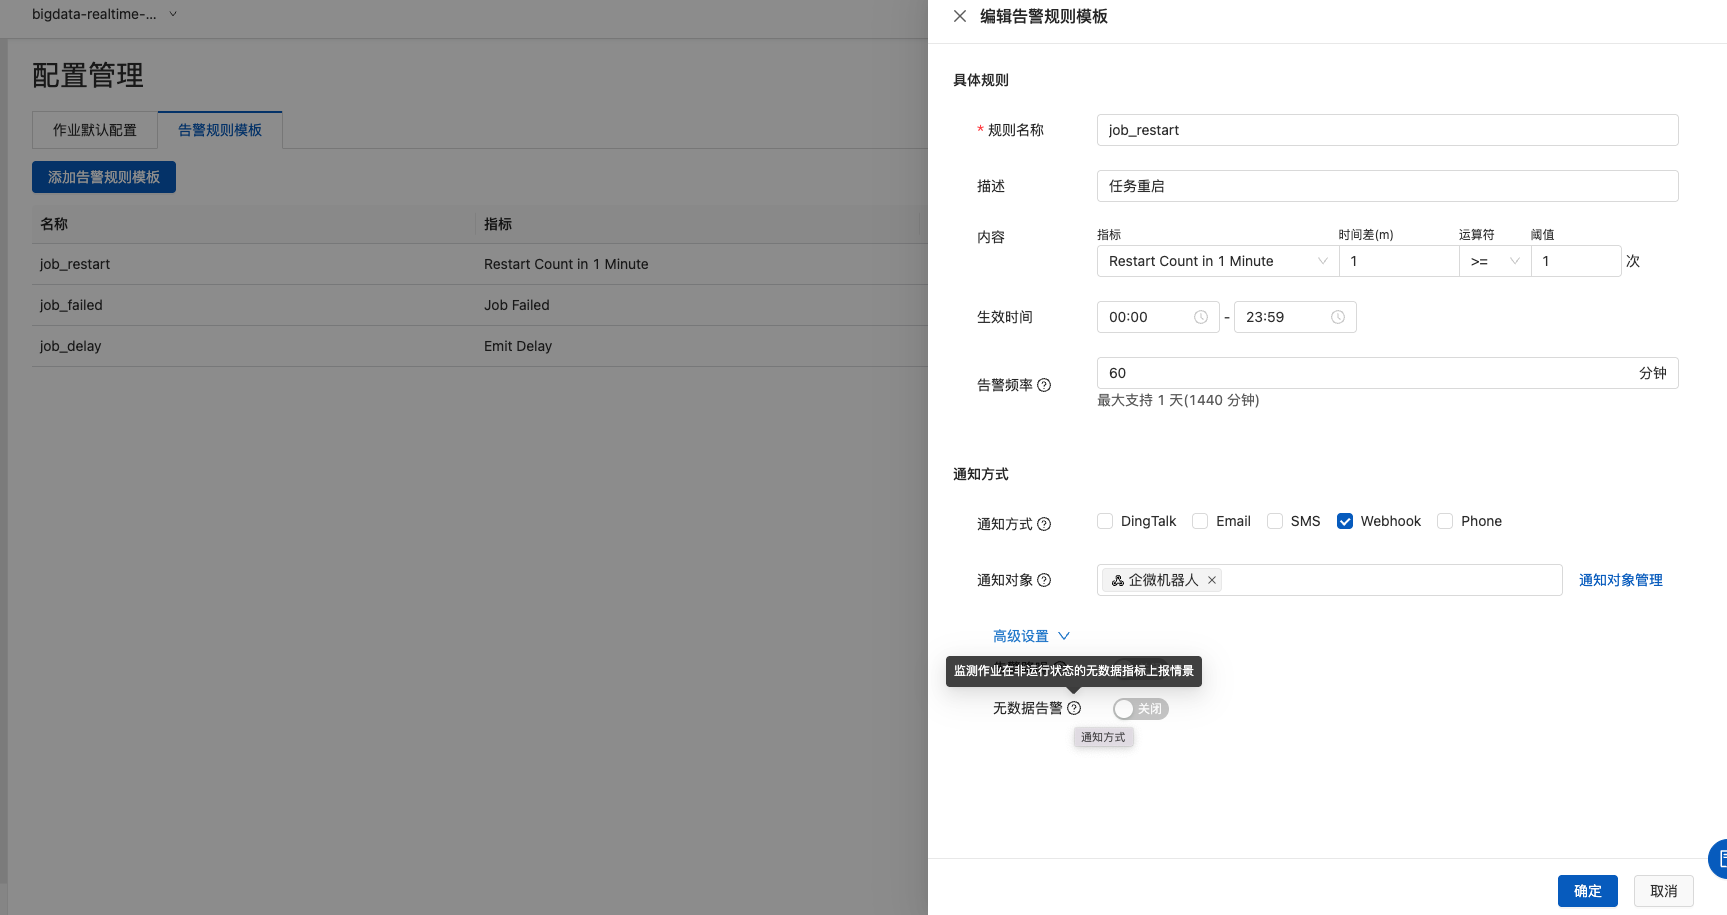 bigdata-realtime-...
配置管理
作业默认配置
告警规则模板
添加告警规则模板
名称
指标
job_restart
Restart Count in 1 Minute
job_failed
Job Failed
job_delay
Emit Delay
编辑告警规则模板
具体规则
* 规则名称
job_restart
描述
任务重启
内容
指标
时间差(m)
运算符
阈值
Restart Count in 1 Minute
1
>=
1
次
生效时间
00:00
-
23:59
告警频率
60
分钟
最大支持 1 天(1440 分钟)
通知方式
通知方式
DingTalk
Email
SMS
Webhook
Phone
通知对象
企微机器人
通知对象管理
高级设置
监测作业在非运行状态的无数据指标上报情景
无数据告警
关闭
通知方式
确定
取消